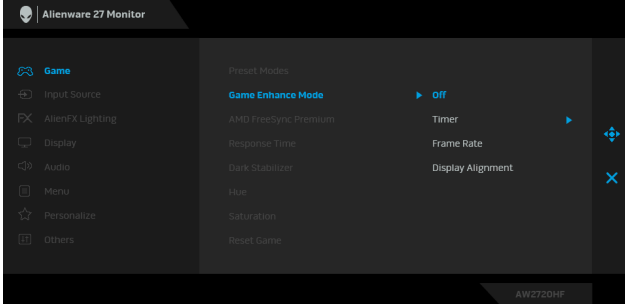 Alienware 27 Monitor
Game
Input Source
FX AlienFX Lighting
Display
Audio
Menu
Personalize
Others
Preset Modes
Game Enhance Mode
AMD FreeSync Premium
Response Time
Dark Stabilizer
Hue
Saturation
Reset Game
Off
Timer
Frame Rate
Display Alignment
AW2720HF